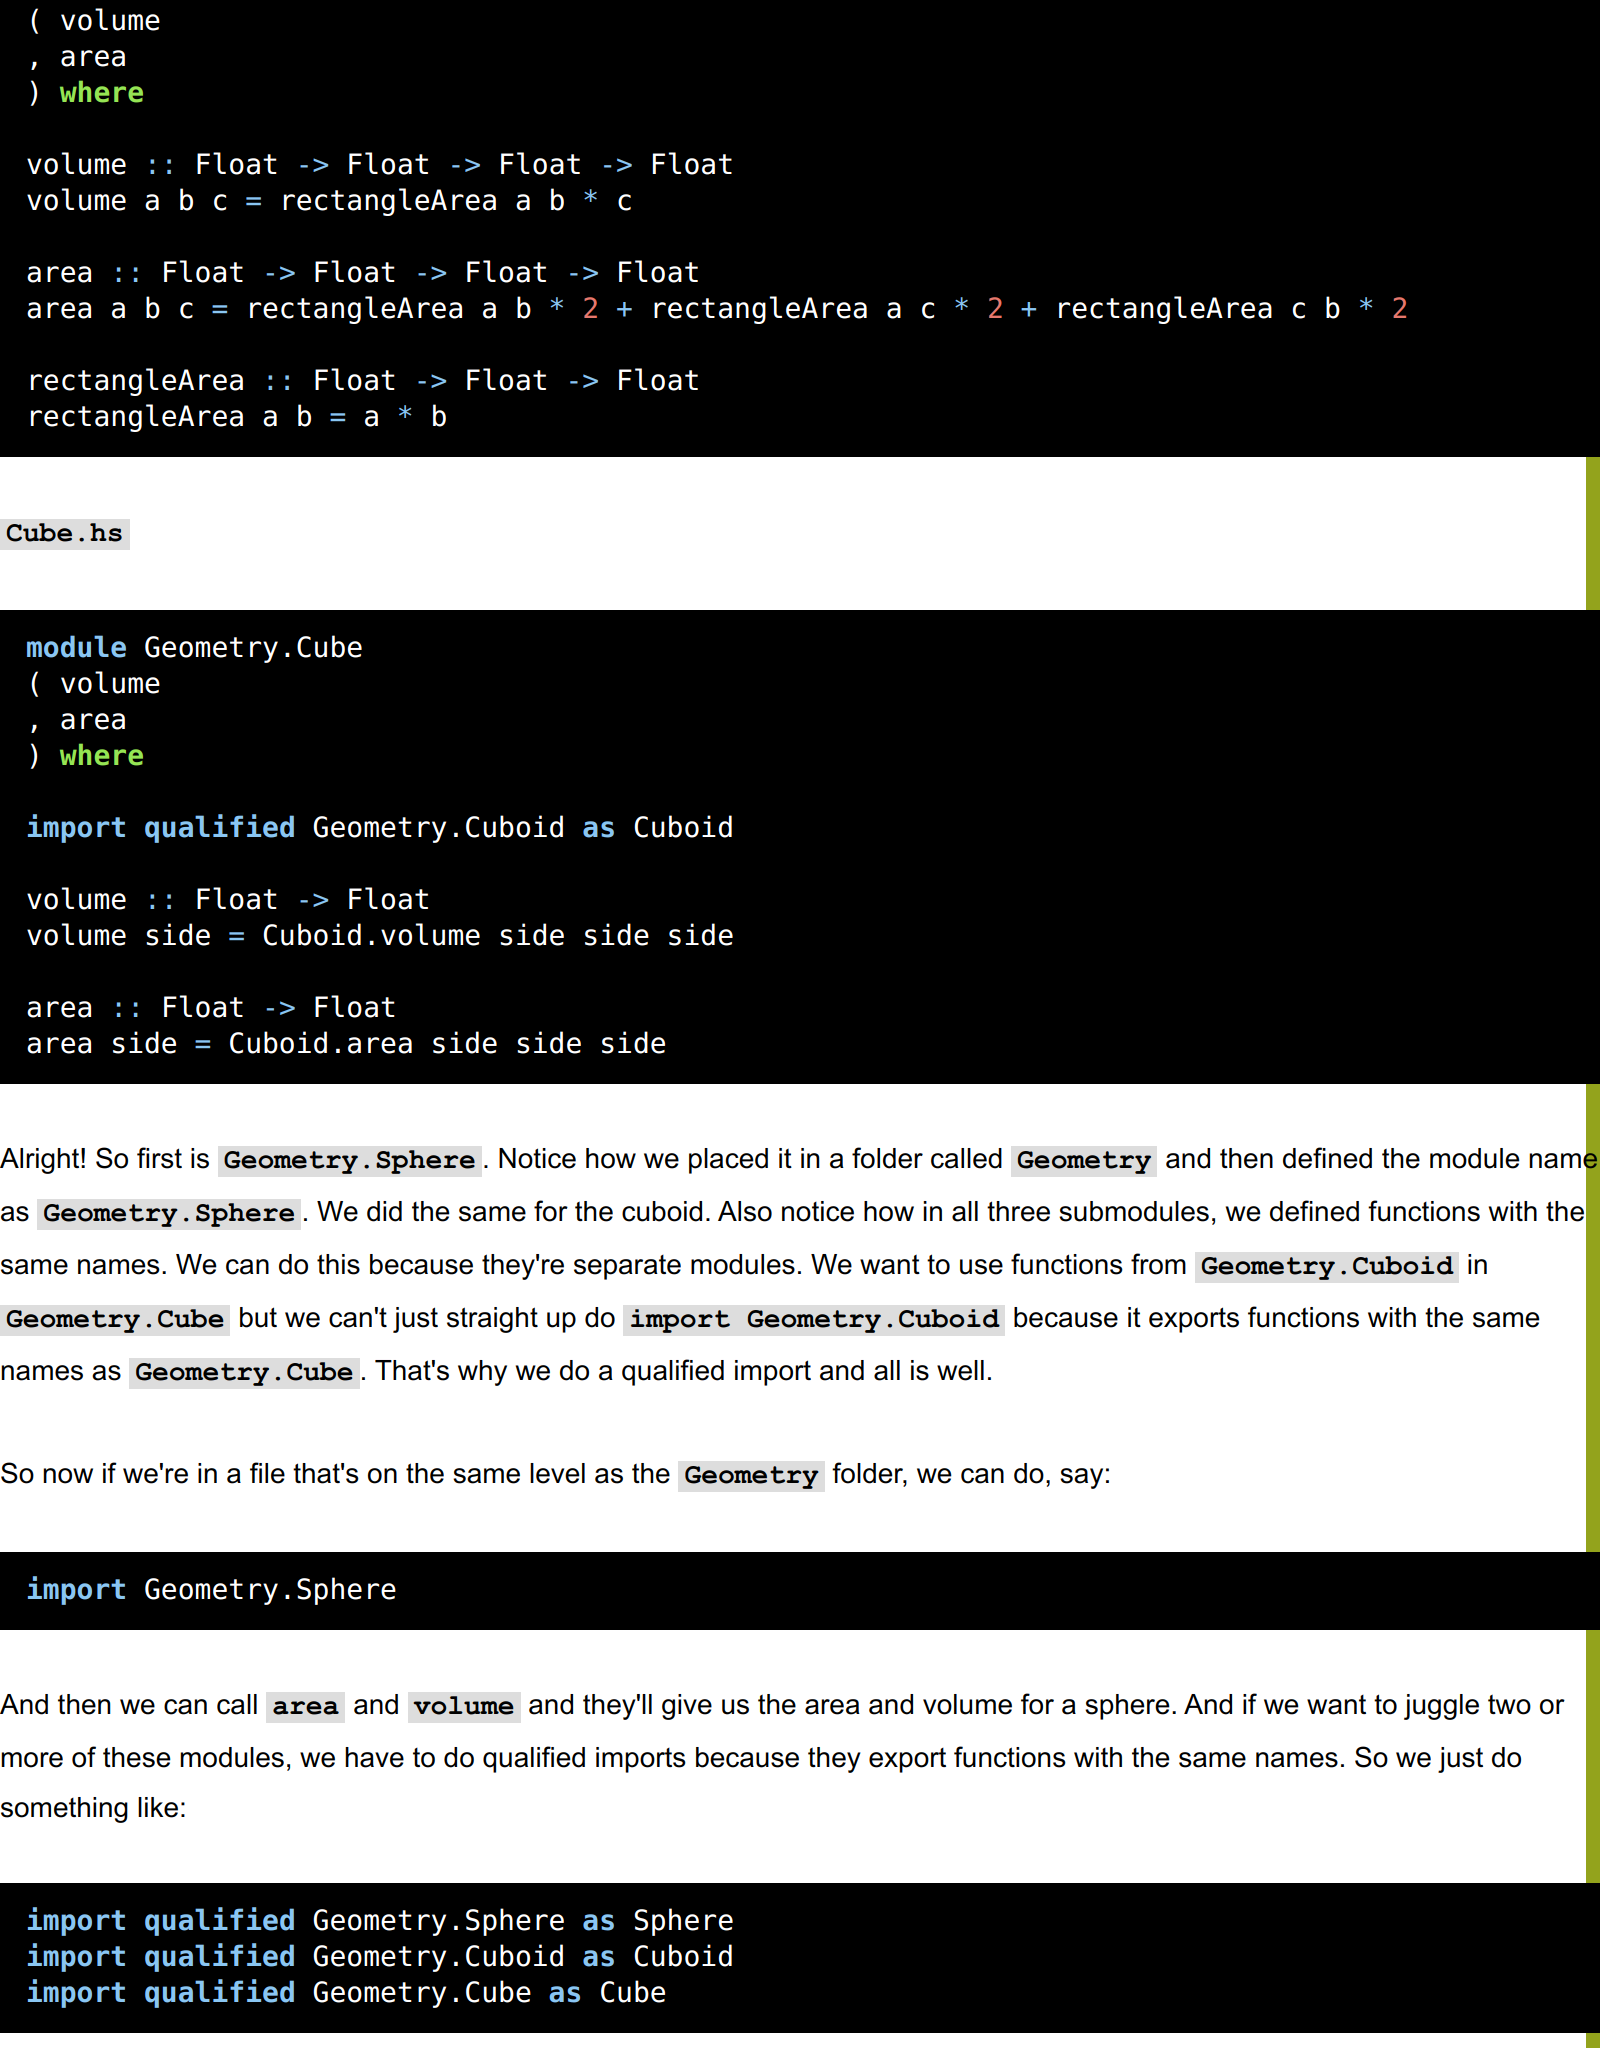 ( volume
, area
) where
volume :: Float -> Float -> Float -> Float
volume a b c = rectangleArea a b * c
area :: Float -> Float -> Float -> Float
area a b c = rectangleArea a b * 2 + rectangleArea a c * 2 + rectangleArea c b * 2
rectangleArea :: Float -> Float -> Float
rectangleArea a b = a * b
Cube.hs
module Geometry.Cube
( volume
, area
) where
import qualified Geometry.Cuboid as Cuboid
volume :: Float -> Float
volume side = Cuboid.volume side side side
area :: Float -> Float
area side = Cuboid.area side side side
Alright! So first is Geometry.Sphere. Notice how we placed it in a folder called Geometry and then defined the module name
as Geometry.Sphere. We did the same for the cuboid. Also notice how in all three submodules, we defined functions with the
same names. We can do this because they're separate modules. We want to use functions from Geometry.Cuboid in
Geometry.Cube but we can't just straight up do import Geometry.Cuboid because it exports functions with the same
names as Geometry.Cube. That's why we do a qualified import and all is well.
So now if we're in a file that's on the same level as the Geometry folder, we can do, say:
import Geometry.Sphere
And then we can call area and volume and they'll give us the area and volume for a sphere. And if we want to juggle two or
more of these modules, we have to do qualified imports because they export functions with the same names. So we just do
something like:
import qualified Geometry.Sphere as Sphere
import qualified Geometry.Cuboid as Cuboid
import qualified Geometry.Cube as Cube